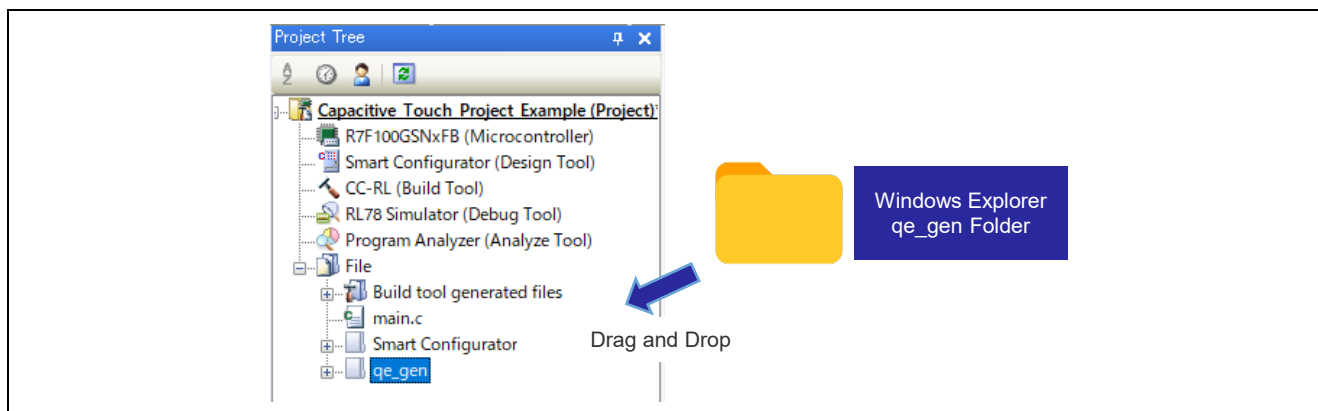 Project Tree
Capacitive Touch Project Example (Project)*
R7F100GSNxFB (Microcontroller)
Smart Configurator (Design Tool)
CC-RL (Build Tool)
RL78 Simulator (Debug Tool)
Program Analyzer (Analyze Tool)
File
Build tool generated files
main.c
Smart Configurator
qe_gen
Windows Explorer
qe_gen Folder
Drag and Drop